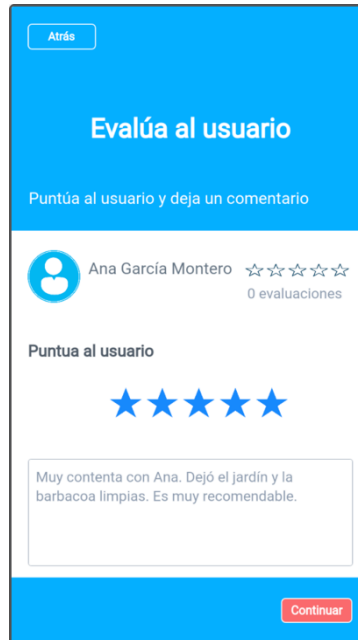 Atrás
Evalúa al usuario
Puntúa al usuario y deja un comentario
Ana García Montero
0 evaluaciones
Puntua al usuario
Muy contenta con Ana. Dejó el jardín y la
barbacoa limpias. Es muy recomendable.
Continuar